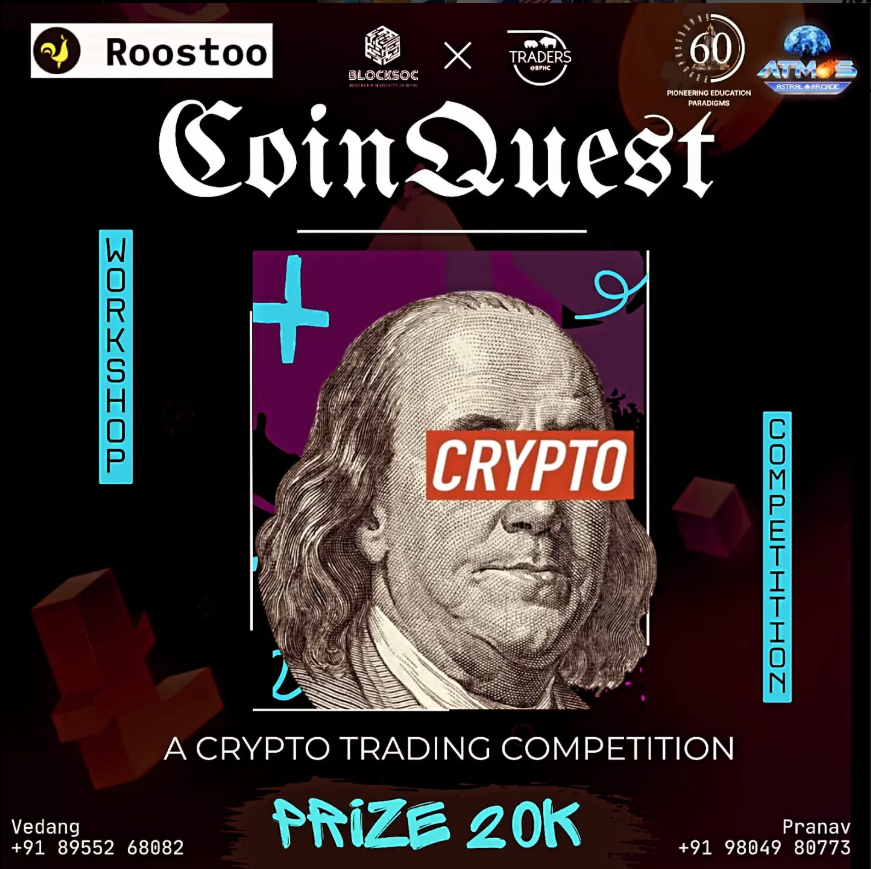 Roostoo
BLOCKSOC
TRADERS
@BPHC
60
PIONEERING EDUCATION
PARADIGMS
ATMOS
ASTRAL ARCADE
CoinQuest
WORKSHOP
CRYPTO
COMPETITION
A CRYPTO TRADING COMPETITION
PRiZE 20K
Vedang
+91 89552 68082
Pranav
+91 98049 80773